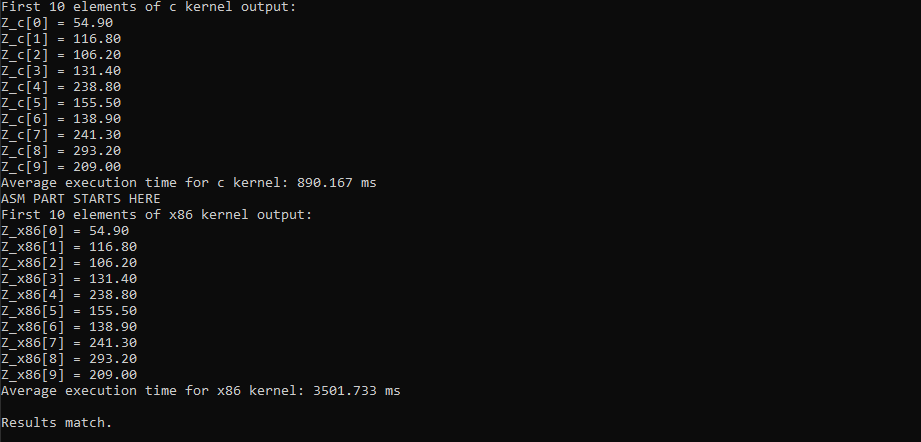 First 10 elements of c kernel output:
Z_c[0] = 54.90
Z_c[1] = 116.80
Z_c[2] = 106.20
Z_c[3] = 131.40
Z_c[4] = 238.80
Z_c[5] = 155.50
Z_c[6] = 138.90
Z_c[7] = 241.30
Z_c[8] = 293.20
Z_c[9] = 209.00
Average execution time for c kernel: 890.167 ms
ASM PART STARTS HERE
First 10 elements of x86 kernel output:
Z_x86[0] = 54.90
Z_x86[1] = 116.80
Z_x86[2] = 106.20
Z_x86[3] = 131.40
Z_x86[4] = 238.80
Z_x86[5] = 155.50
Z_x86[6] = 138.90
Z_x86[7] = 241.30
Z_x86[8] = 293.20
Z_x86[9] = 209.00
Average execution time for x86 kernel: 3501.733 ms
Results match.